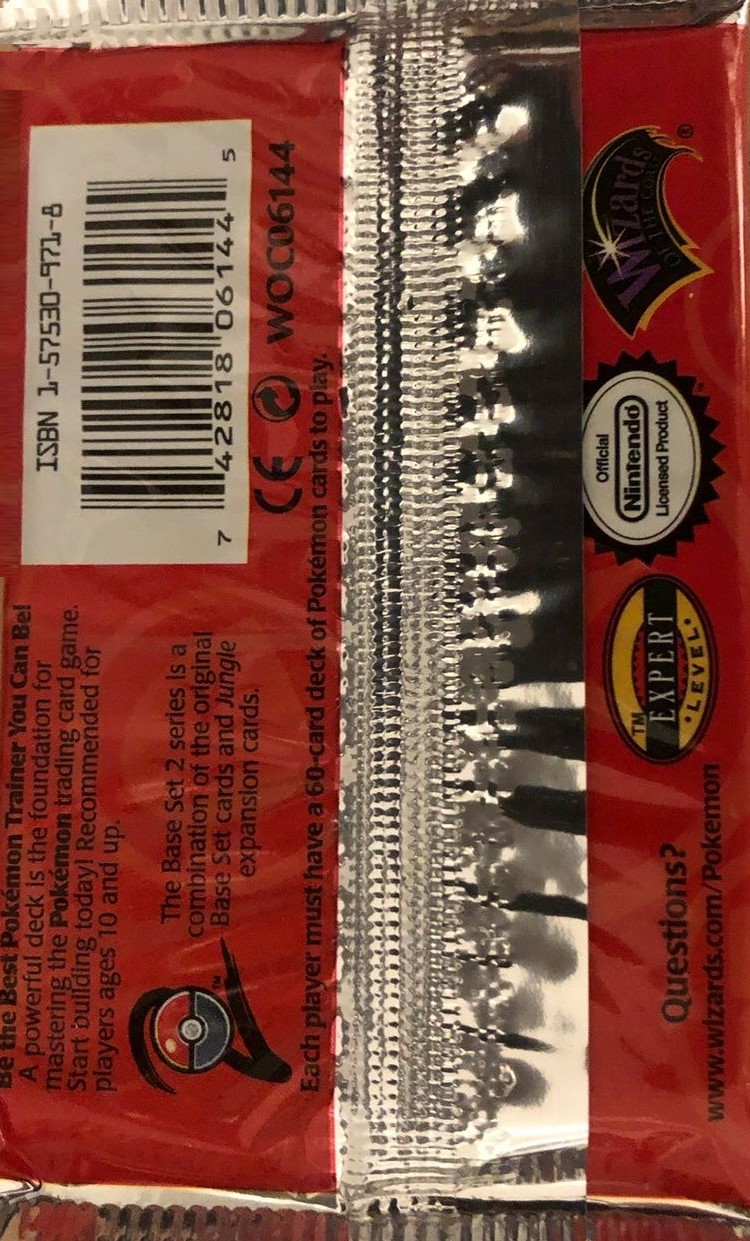 Be the Best Pokémon Trainer You Can Be!
A powerful deck is the foundation for
mastering the Pokémon trading card game.
Start building today! Recommended for
players ages 10 and up.
The Base Set 2 series is a
combination of the original
Base Set cards and Jungle
expansion cards.
Each player must have a 60-card deck of Pokémon cards to play.
ISBN 1-57530-971-8
7 42818 06144 5
CE WOC06144
Questions?
www.wizards.com/Pokemon
TM
EXPERT
LEVEL
Official
Nintendo
Licensed Product
TM
Wizards
OF THE COAST
®